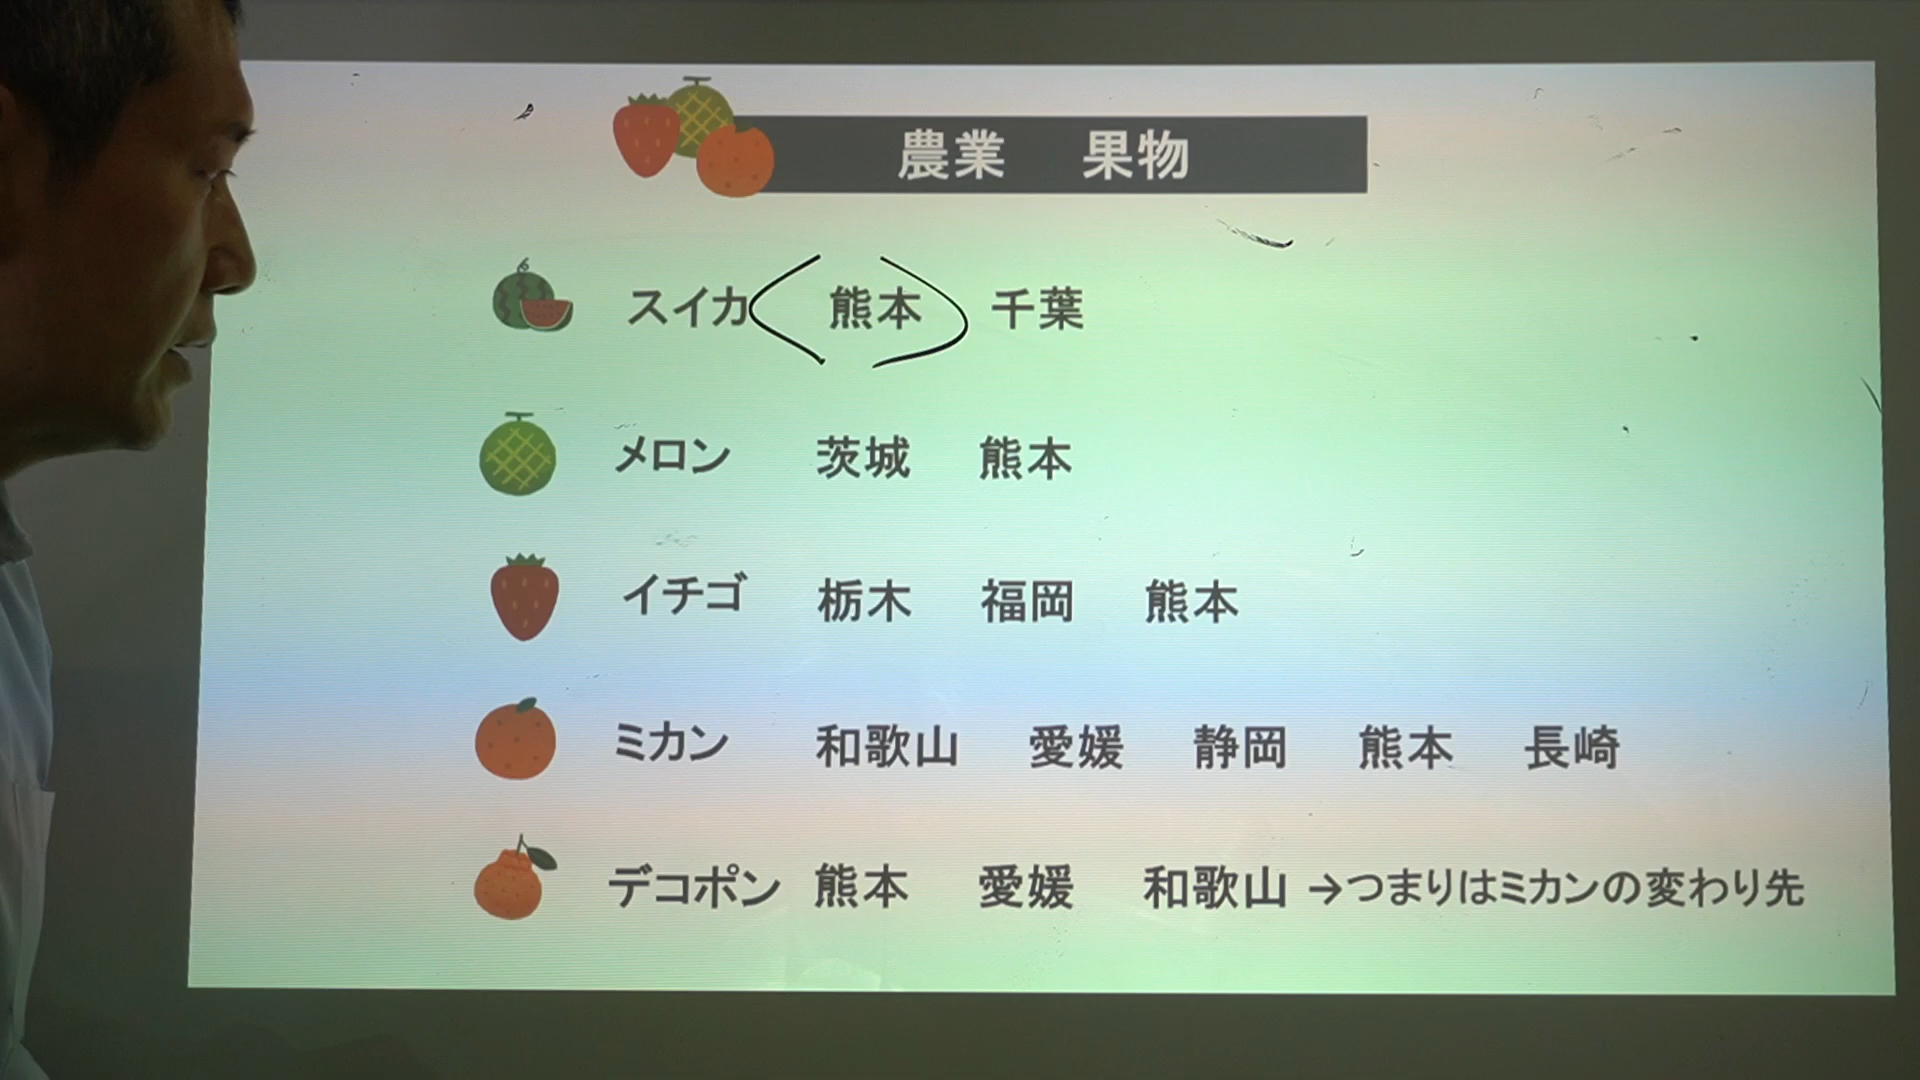 農業 果物
スイカ 熊本 千葉
メロン 茨城 熊本
イチゴ 栃木 福岡 熊本
ミカン 和歌山 愛媛 静岡 熊本 長崎
デコポン 熊本 愛媛 和歌山 →つまりはミカンの変わり先